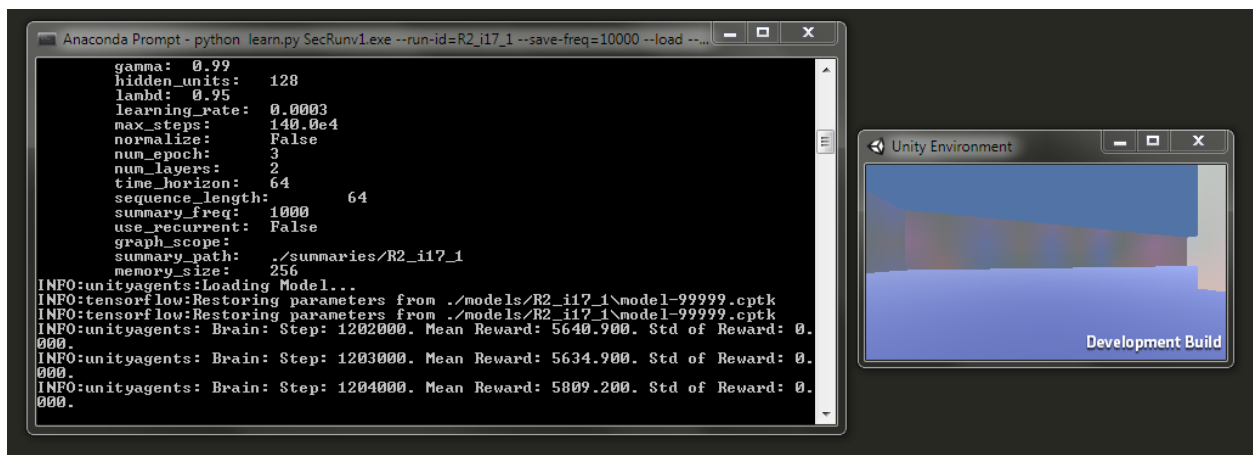 Anaconda Prompt - python learn.py SecRunv1.exe --run-id=R2_i17_1 --save-freq=10000 --load --...
gamma: 0.99
hidden_units: 128
lambd: 0.95
learning_rate: 0.0003
max_steps: 140.0e4
normalize: False
num_epoch: 3
num_layers: 2
time_horizon: 64
sequence_length: 64
summary_freq: 1000
use_recurrent: False
graph_scope:
summary_path: ./summaries/R2_i17_1
memory_size: 256
INFO:unityagents:Loading Model...
INFO:tensorflow:Restoring parameters from ./models/R2_i17_1\model-99999.cptk
INFO:tensorflow:Restoring parameters from ./models/R2_i17_1\model-99999.cptk
INFO:unityagents: Brain: Step: 1202000. Mean Reward: 5640.900. Std of Reward: 0.
000.
INFO:unityagents: Brain: Step: 1203000. Mean Reward: 5634.900. Std of Reward: 0.
000.
INFO:unityagents: Brain: Step: 1204000. Mean Reward: 5809.200. Std of Reward: 0.
000.
Unity Environment
Development Build